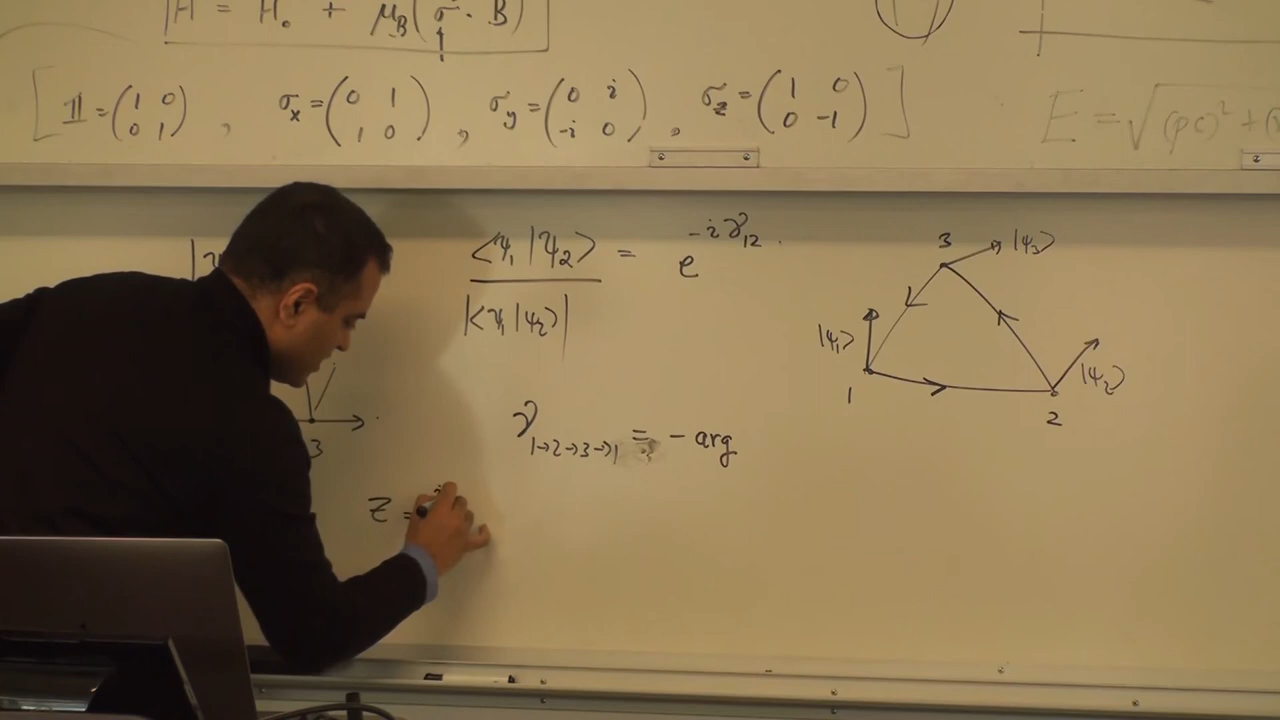 H = H₀ + μ_B(σ · B)
[ 𝟙 = (1 0; 0 1), σ_x = (0 1; 1 0), σ_y = (0 i; -i 0), σ_z = (1 0; 0 -1) ]
E = √(pc)² + (
<ψ₁|ψ₂> / |<ψ₁|ψ₂>| = e^{-iγ₁₂}.
3 |ψ₃>
|ψ₁>
|ψ₂>
1
2
γ_{1→2→3→1} = - arg
3
Z =